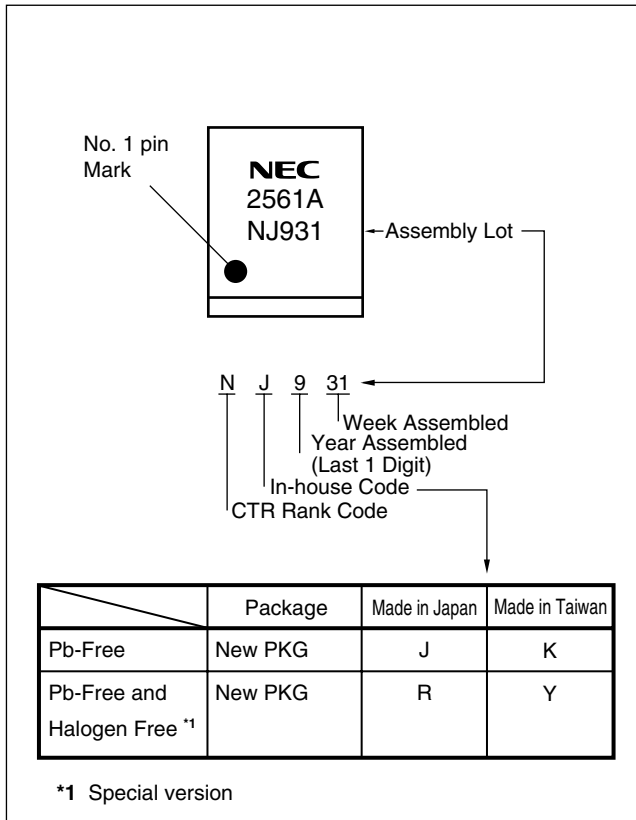 No. 1 pin
Mark
NEC
2561A
NJ931
Assembly Lot
N J 9 31
Week Assembled
Year Assembled
(Last 1 Digit)
In-house Code
CTR Rank Code
Package Made in Japan Made in Taiwan
Pb-Free New PKG J K
Pb-Free and New PKG R Y
Halogen Free *1
*1 Special version